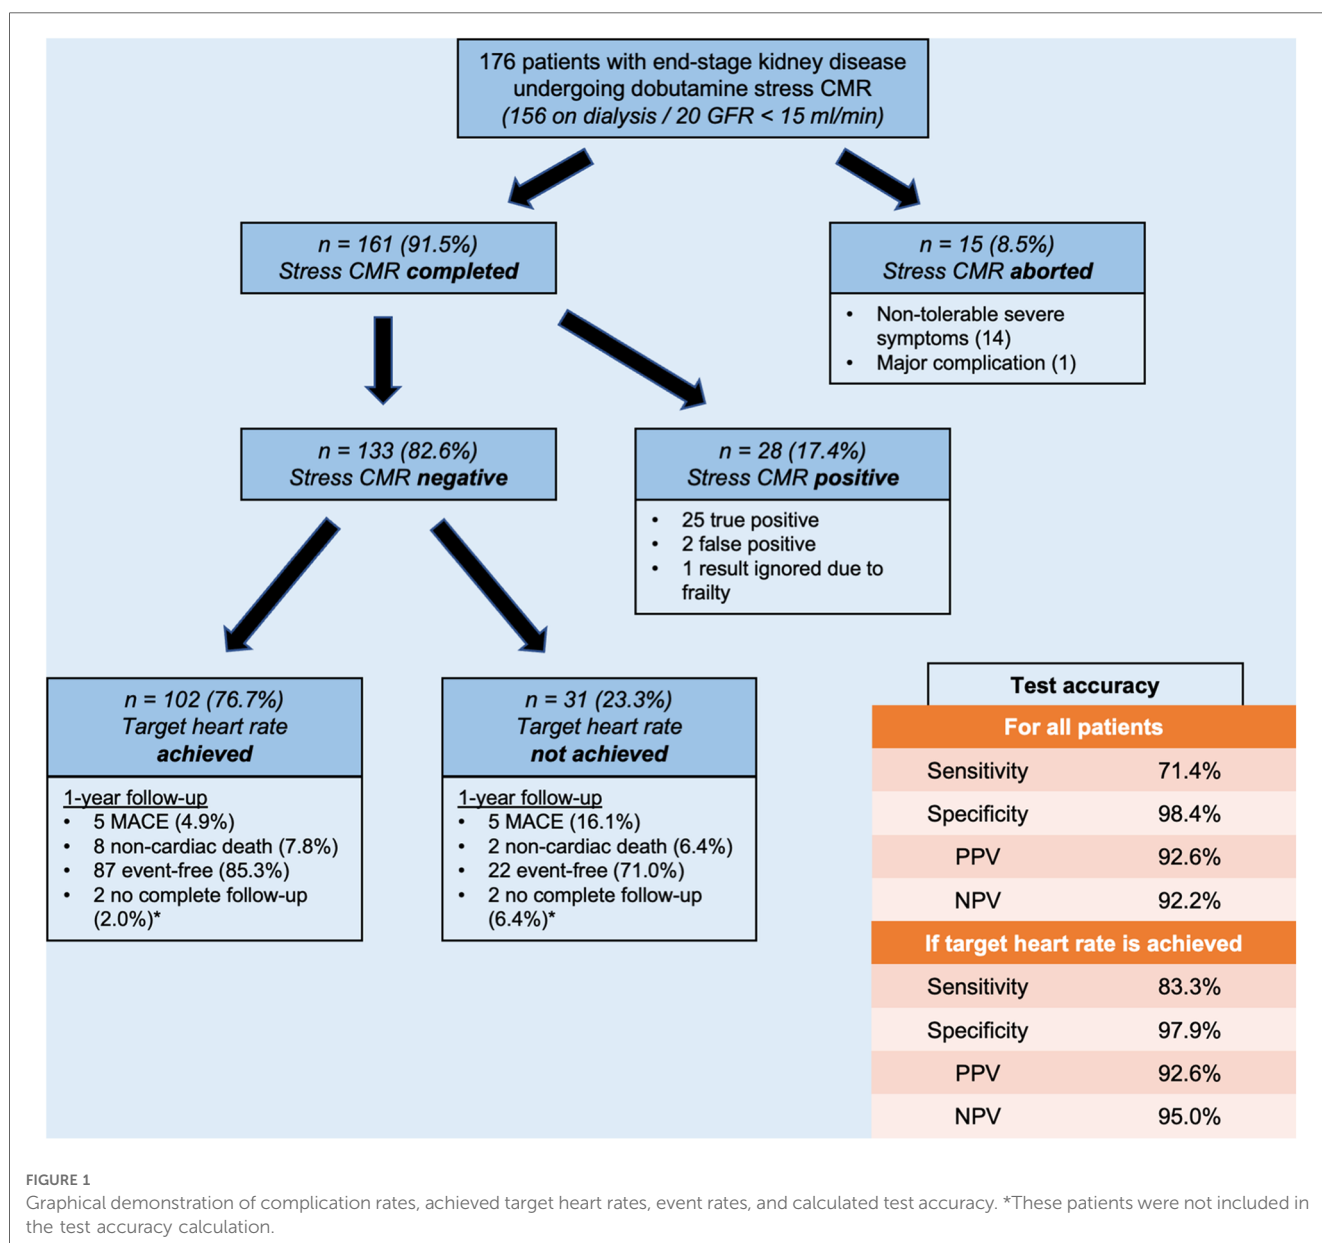 176 patients with end-stage kidney disease
undergoing dobutamine stress CMR
(156 on dialysis / 20 GFR < 15 ml/min)
n = 161 (91.5%)
Stress CMR completed
n = 15 (8.5%)
Stress CMR aborted
• Non-tolerable severe
symptoms (14)
• Major complication (1)
n = 133 (82.6%)
Stress CMR negative
n = 28 (17.4%)
Stress CMR positive
• 25 true positive
• 2 false positive
• 1 result ignored due to
frailty
n = 102 (76.7%)
Target heart rate
achieved
1-year follow-up
• 5 MACE (4.9%)
• 8 non-cardiac death (7.8%)
• 87 event-free (85.3%)
• 2 no complete follow-up
(2.0%)*
n = 31 (23.3%)
Target heart rate
not achieved
1-year follow-up
• 5 MACE (16.1%)
• 2 non-cardiac death (6.4%)
• 22 event-free (71.0%)
• 2 no complete follow-up
(6.4%)*
Test accuracy
For all patients
Sensitivity 71.4%
Specificity 98.4%
PPV 92.6%
NPV 92.2%
If target heart rate is achieved
Sensitivity 83.3%
Specificity 97.9%
PPV 92.6%
NPV 95.0%
FIGURE 1
Graphical demonstration of complication rates, achieved target heart rates, event rates, and calculated test accuracy. *These patients were not included in
the test accuracy calculation.